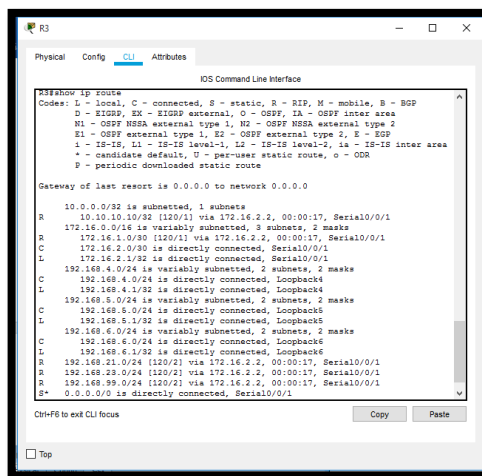 R3
Physical Config CLI Attributes
IOS Command Line Interface
R3#show ip route
Codes: L - local, C - connected, S - static, R - RIP, M - mobile, B - BGP
D - EIGRP, EX - EIGRP external, O - OSPF, IA - OSPF inter area
N1 - OSPF NSSA external type 1, N2 - OSPF NSSA external type 2
E1 - OSPF external type 1, E2 - OSPF external type 2, E - EGP
i - IS-IS, L1 - IS-IS level-1, L2 - IS-IS level-2, ia - IS-IS inter area
* - candidate default, U - per-user static route, o - ODR
P - periodic downloaded static route
Gateway of last resort is 0.0.0.0 to network 0.0.0.0
10.0.0.0/32 is subnetted, 1 subnets
R 10.10.10.10/32 [120/1] via 172.16.2.2, 00:00:17, Serial0/0/1
172.16.0.0/16 is variably subnetted, 3 subnets, 2 masks
R 172.16.1.0/30 [120/1] via 172.16.2.2, 00:00:17, Serial0/0/1
C 172.16.2.0/30 is directly connected, Serial0/0/1
L 172.16.2.1/32 is directly connected, Serial0/0/1
192.168.4.0/24 is variably subnetted, 2 subnets, 2 masks
C 192.168.4.0/24 is directly connected, Loopback4
L 192.168.4.1/32 is directly connected, Loopback4
192.168.5.0/24 is variably subnetted, 2 subnets, 2 masks
C 192.168.5.0/24 is directly connected, Loopback5
L 192.168.5.1/32 is directly connected, Loopback5
192.168.6.0/24 is variably subnetted, 2 subnets, 2 masks
C 192.168.6.0/24 is directly connected, Loopback6
L 192.168.6.1/32 is directly connected, Loopback6
R 192.168.21.0/24 [120/2] via 172.16.2.2, 00:00:17, Serial0/0/1
R 192.168.23.0/24 [120/2] via 172.16.2.2, 00:00:17, Serial0/0/1
R 192.168.99.0/24 [120/2] via 172.16.2.2, 00:00:17, Serial0/0/1
S* 0.0.0.0/0 is directly connected, Serial0/0/1
Ctrl+F6 to exit CLI focus Copy Paste
Top